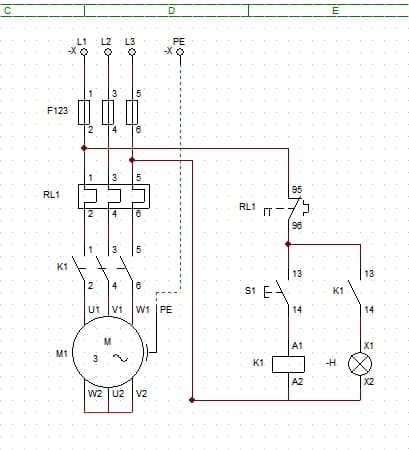 C D E
L1 L2 L3 PE
-X -X
1 3 5
F123
2 4 6
1 3 5
RL1
2 4 6
95
RL1
96
1 3 5
K1
2 4 6
13 13
S1 K1
14 14
U1 V1 W1 PE
M
M1 3
W2 U2 V2
A1 X1
K1 -H
A2 X2